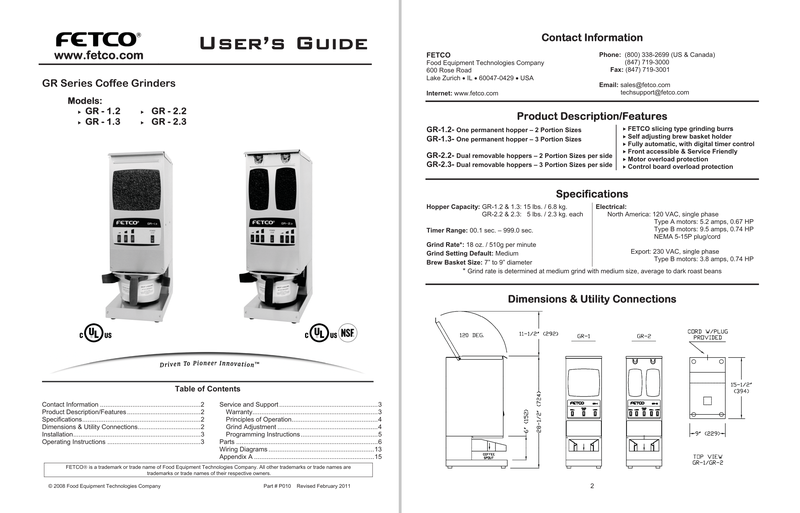 FETCO®
www.fetco.com
User's Guide
GR Series Coffee Grinders
Models:
▸ GR - 1.2 ▸ GR - 2.2
▸ GR - 1.3 ▸ GR - 2.3
FETCO
FETCO
C UL US
C UL US NSF
Driven To Pioneer Innovation™
Table of Contents
Contact Information..........2
Product Description/Features..........2
Specifications..........2
Dimensions & Utility Connections..........2
Installation..........3
Operating Instructions ..........3
Service and Support..........3
Warranty..........3
Principles of Operation..........4
Grind Adjustment ..........4
Programming Instructions..........5
Parts ..........6
Wiring Diagrams..........13
Appendix A ..........15
FETCO® is a trademark or trade name of Food Equipment Technologies Company. All other trademarks or trade names are
trademarks or trade names of their respective owners.
© 2008 Food Equipment Technologies Company Part # P010 Revised February 2011
Contact Information
FETCO
Food Equipment Technologies Company
600 Rose Road
Lake Zurich • IL • 60047-0429 • USA
Internet: www.fetco.com
Phone: (800) 338-2699 (US & Canada)
(847) 719-3000
Fax: (847) 719-3001
Email: sales@fetco.com
techsupport@fetco.com
Product Description/Features
GR-1.2- One permanent hopper – 2 Portion Sizes
GR-1.3- One permanent hopper – 3 Portion Sizes
GR-2.2- Dual removable hoppers – 2 Portion Sizes per side
GR-2.3- Dual removable hoppers – 3 Portion Sizes per side
▸ FETCO slicing type grinding burrs
▸ Self adjusting brew basket holder
▸ Fully automatic, with digital timer control
▸ Front accessible & Service Friendly
▸ Motor overload protection
▸ Control board overload protection
Specifications
Hopper Capacity: GR-1.2 & 1.3: 15 lbs. / 6.8 kg.
GR-2.2 & 2.3: 5 lbs. / 2.3 kg. each
Timer Range: 00.1 sec. – 999.0 sec.
Grind Rate*: 18 oz. / 510g per minute
Grind Setting Default: Medium
Brew Basket Size: 7" to 9" diameter
Electrical:
North America: 120 VAC, single phase
Type A motors: 5.2 amps, 0.67 HP
Type B motors: 9.5 amps, 0.74 HP
NEMA 5-15P plug/cord
Export: 230 VAC, single phase
Type B motors: 3.8 amps, 0.74 HP
* Grind rate is determined at medium grind with medium size, average to dark roast beans
Dimensions & Utility Connections
120 DEG.
11-1/2" (292)
28-1/2" (724)
6" (152)
COFFEE
SPOUT
GR-1
FETCO
GR-2
FETCO
CORD W/PLUG
PROVIDED
15-1/2"
(394)
9" (229)
TOP VIEW
GR-1/GR-2
2